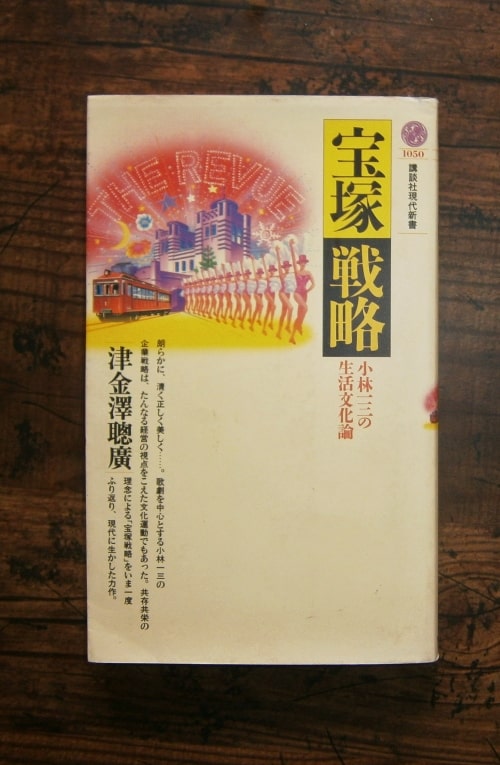 1050
講談社現代新書
宝塚戦略
小林一三の
生活文化論
THE REVUE
朗らかに、清く正しく美しく……。歌劇を中心とする小林一三の
企業戦略は、たんなる経営の視点をこえた文化運動でもあった。共存共栄の
理念による「宝塚戦略」をいま一度
ふり返り、現代に生かした力作。
津金澤聰廣